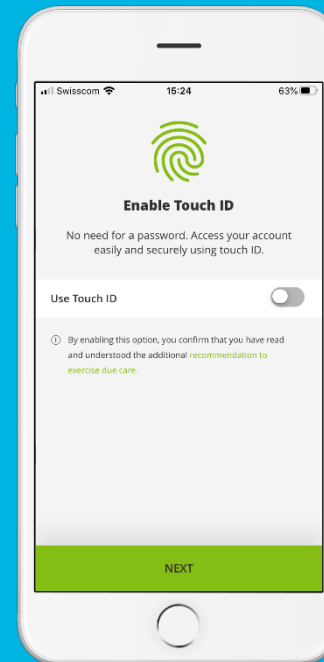 Swisscom 15:24 63%
Enable Touch ID
No need for a password. Access your account
easily and securely using touch ID.
Use Touch ID
By enabling this option, you confirm that you have read
and understood the additional recommendation to
exercise due care.
NEXT